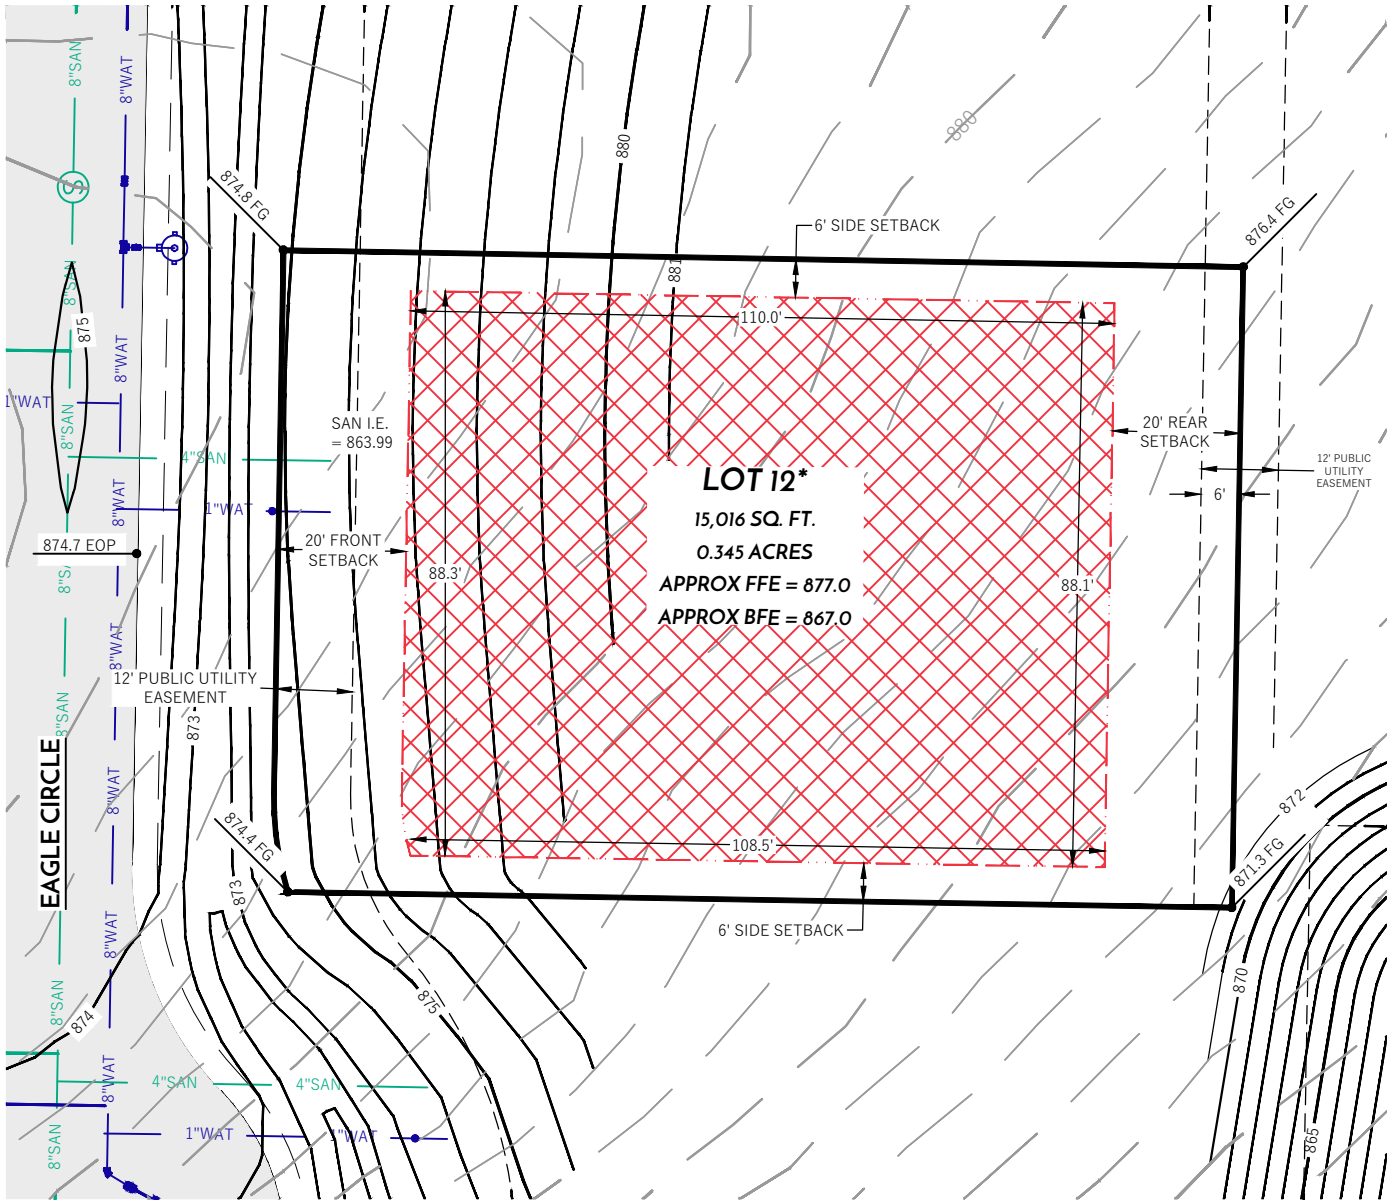 8"SAN
8"WAT
880
880
874.8 FG
876.4 FG
6' SIDE SETBACK
881
8"SAN
875
110.0'
8"WAT
1"WAT
8"SAN
SAN I.E.
= 863.99
20' REAR
SETBACK
4"SAN
12' PUBLIC
UTILITY
EASEMENT
LOT 12*
6'
8"WAT
1"WAT
15,016 SQ. FT.
874.7 EOP
20' FRONT
SETBACK
0.345 ACRES
8"SAN
88.3'
APPROX FFE = 877.0
88.1'
APPROX BFE = 867.0
8"WAT
12' PUBLIC UTILITY
EASEMENT
8"SAN
873
EAGLE CIRCLE
8"WAT
872
874.4 FG
108.5'
871.3 FG
873
6' SIDE SETBACK
8"WAT
870
8"SAN
875
874
8"WAT
4"SAN
4"SAN
1"WAT
1"WAT
8"SAN
865